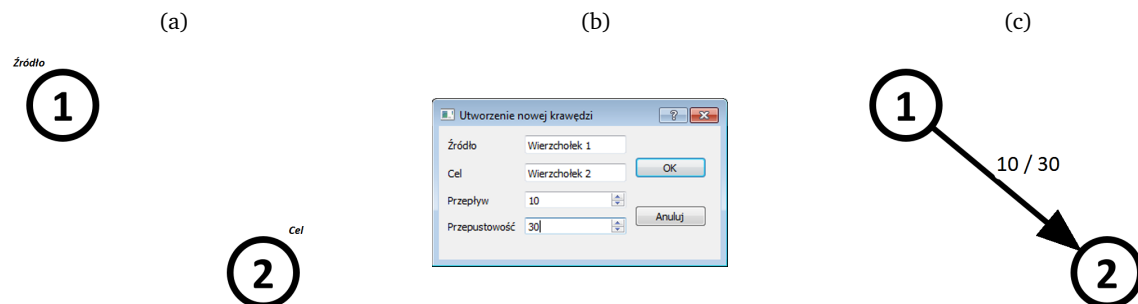 (a)
(b)
(c)
Źródło
1
Cel
2
Utworzenie nowej krawędzi
Źródło Wierzchołek 1
OK
Cel Wierzchołek 2
Przepływ 10
Anuluj
Przepustowość 30
1
10 / 30
2